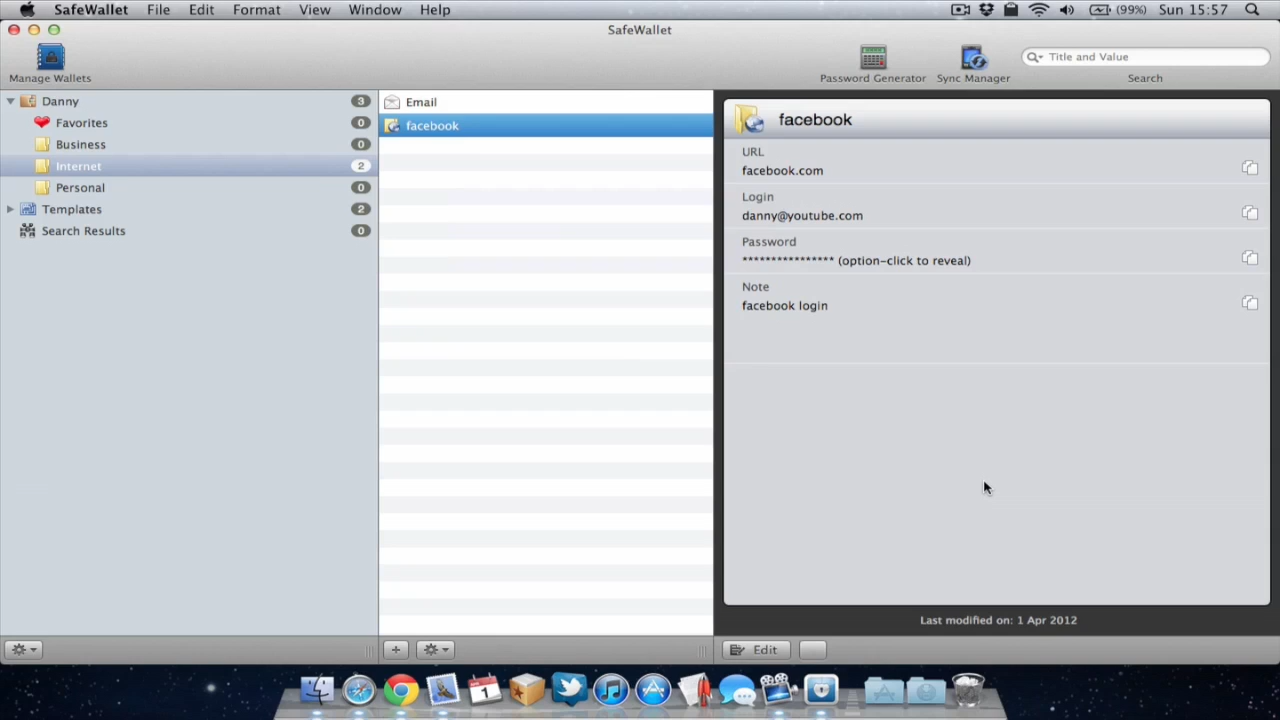 SafeWallet File Edit Format View Window Help (99%) Sun 15:57
SafeWallet
Manage Wallets
Password Generator
Sync Manager
Title and Value
Search
Danny 3
Favorites 0
Business 0
Internet 2
Personal 0
Templates 2
Search Results 0
Email
facebook
facebook
URL
facebook.com
Login
danny@youtube.com
Password
**************** (option-click to reveal)
Note
facebook login
Last modified on: 1 Apr 2012
+
Edit
1